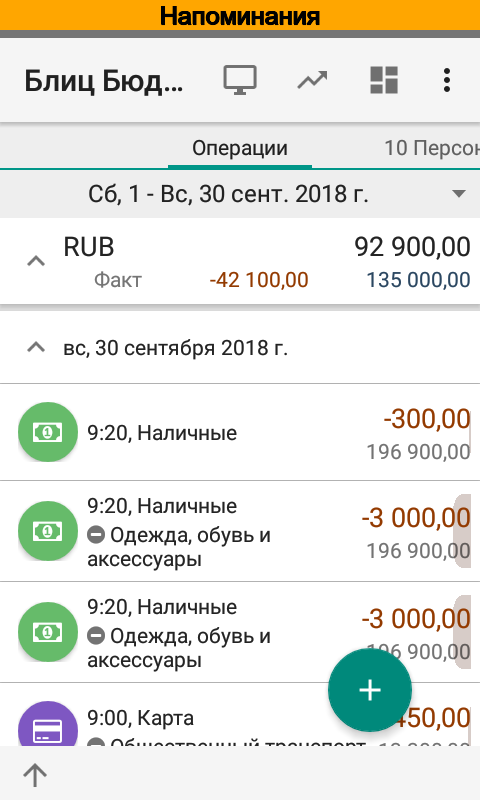 Напоминания
Блиц Бюд...
Операции
10 Персон
Сб, 1 - Вс, 30 сент. 2018 г.
RUB 92 900,00
Факт -42 100,00 135 000,00
вс, 30 сентября 2018 г.
-300,00
9:20, Наличные
196 900,00
9:20, Наличные
-3 000,00
Одежда, обувь и
аксессуары
196 900,00
9:20, Наличные
-3 000,00
Одежда, обувь и
аксессуары
196 900,00
9:00, Карта
450,00
Общественный транспорт